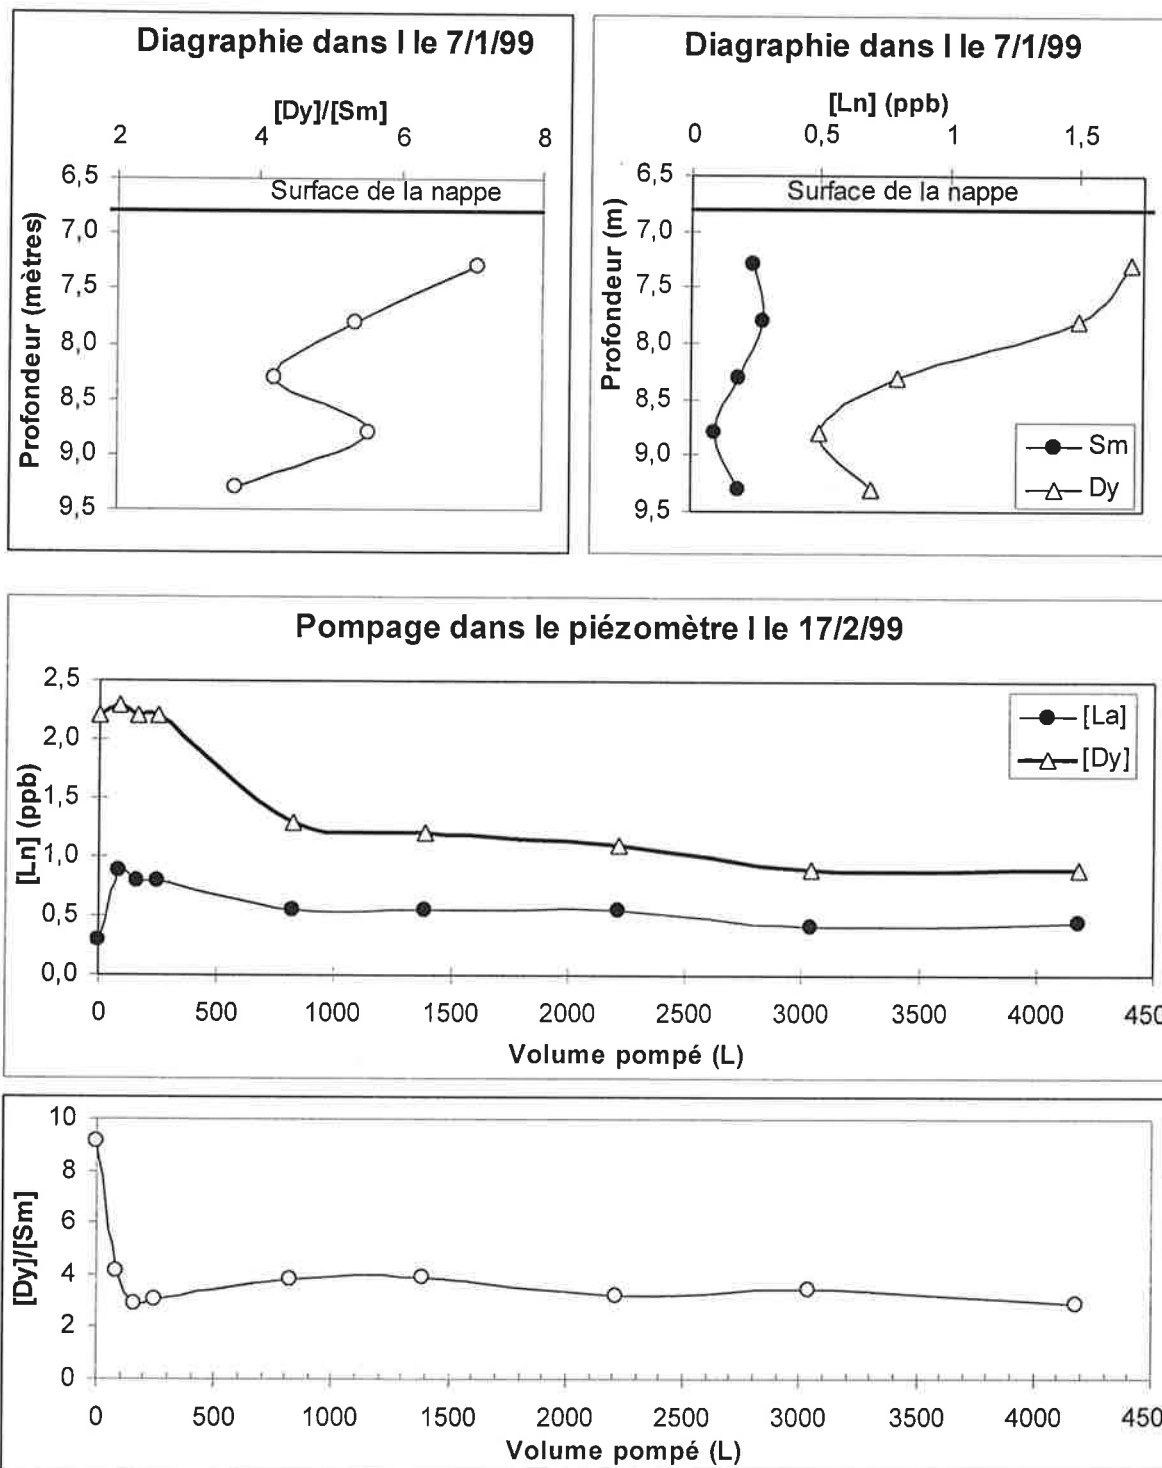 Diagraphie dans I le 7/1/99
[Dy]/[Sm]
2 4 6 8
6,5
Surface de la nappe
7,0
7,5
8,0
8,5
9,0
9,5
Profondeur (mètres)
Diagraphie dans I le 7/1/99
[Ln] (ppb)
0 0,5 1 1,5
6,5
Surface de la nappe
7,0
7,5
8,0
8,5
9,0
9,5
Profondeur (m)
Sm
Dy
Pompage dans le piézomètre I le 17/2/99
2,5
2,0
1,5
1,0
0,5
0,0
[Ln] (ppb)
[La]
[Dy]
0 500 1000 1500 2000 2500 3000 3500 4000 450
Volume pompé (L)
10
8
6
4
2
0
[Dy]/[Sm]
0 500 1000 1500 2000 2500 3000 3500 4000 450
Volume pompé (L)